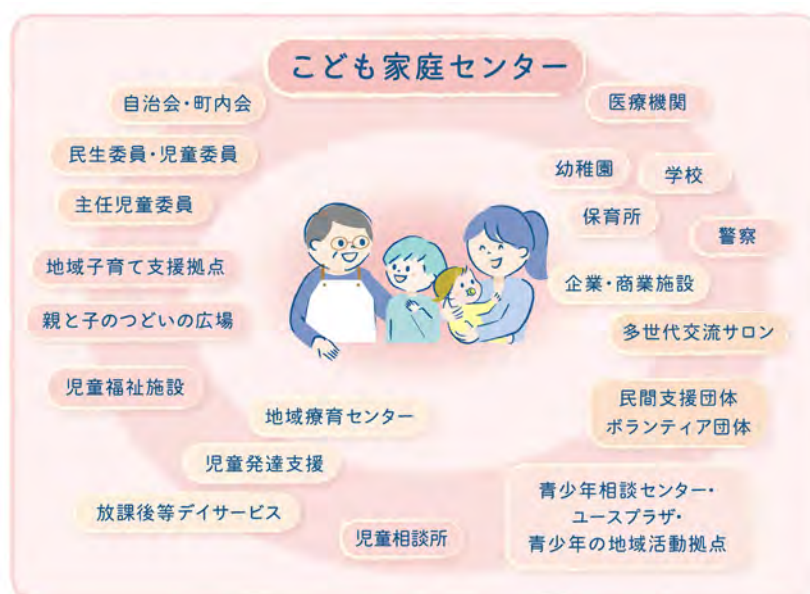 こども家庭センター
自治会・町内会
民生委員・児童委員
主任児童委員
地域子育て支援拠点
親と子のつどいの広場
児童福祉施設
地域療育センター
児童発達支援
放課後等デイサービス
児童相談所
医療機関
幼稚園
学校
保育所
警察
企業・商業施設
多世代交流サロン
民間支援団体
ボランティア団体
青少年相談センター・
ユースプラザ・
青少年の地域活動拠点